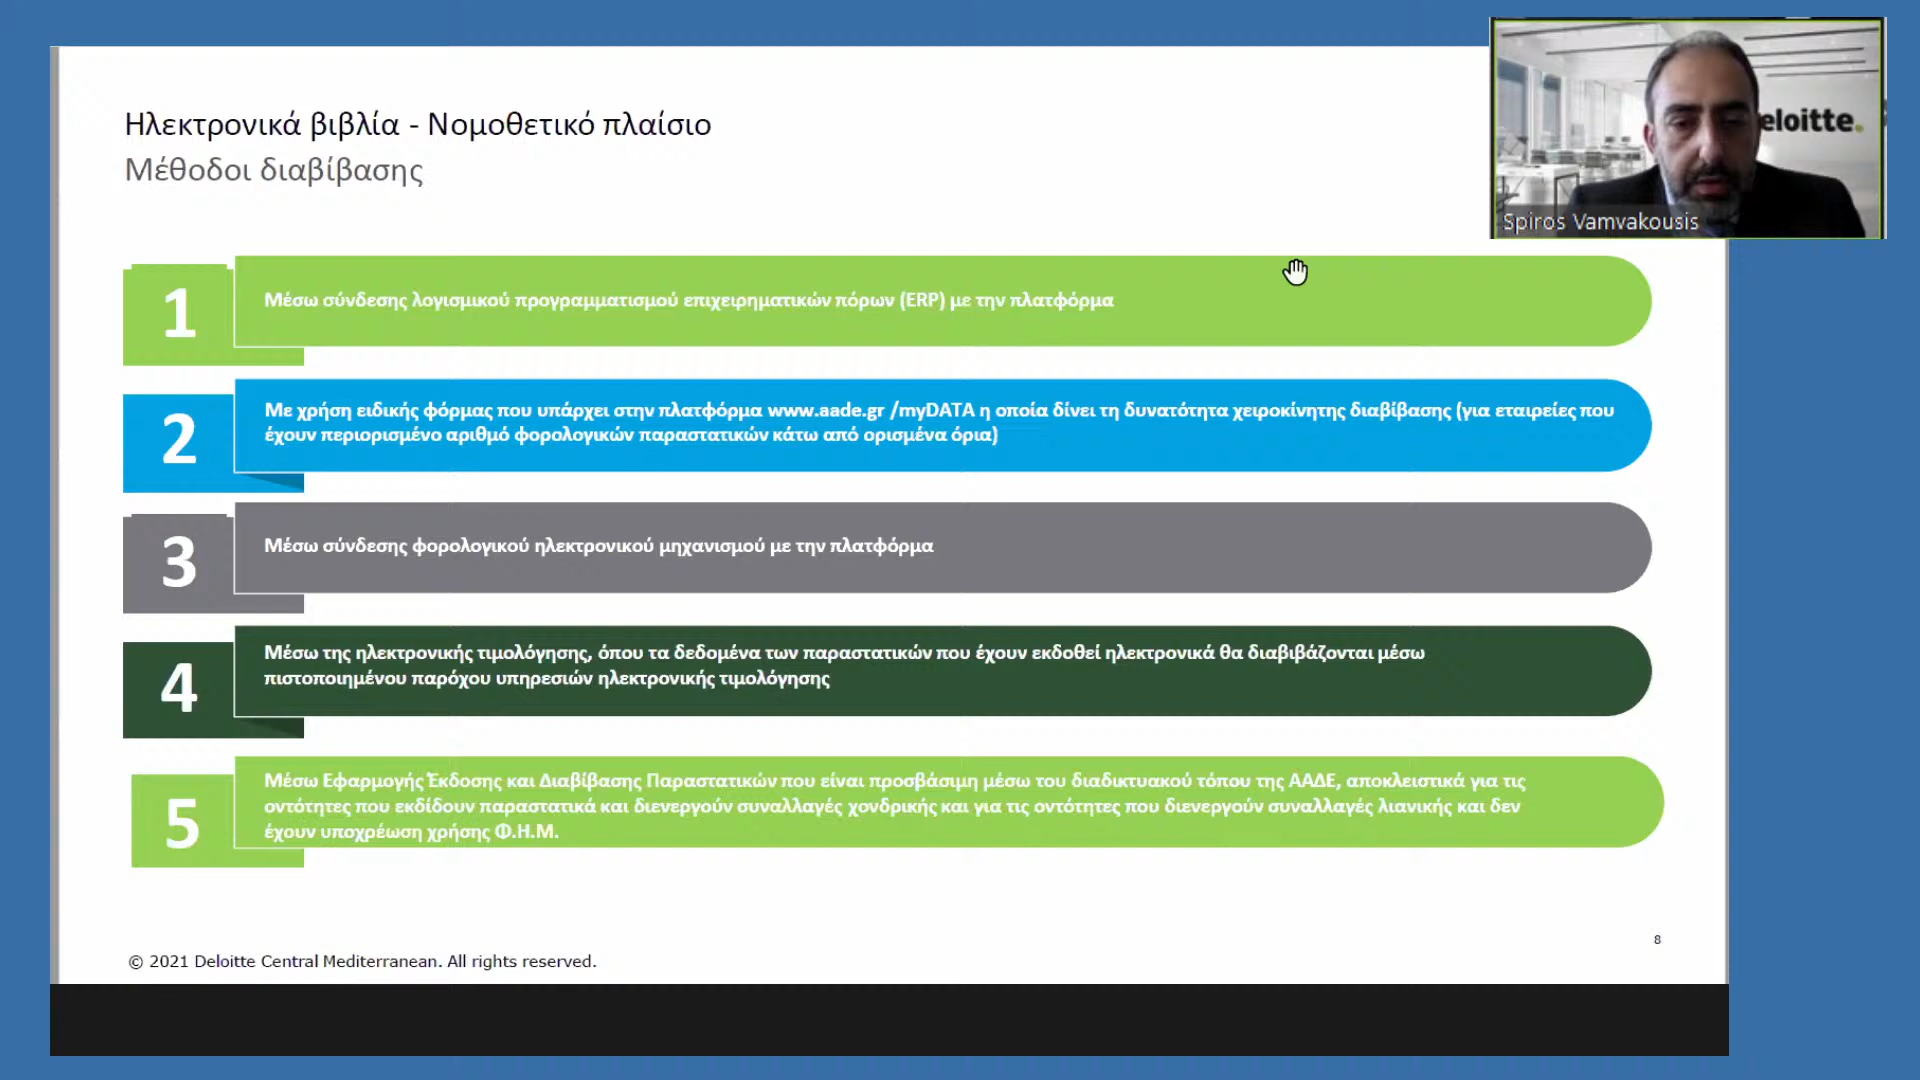 Ηλεκτρονικά βιβλία - Νομοθετικό πλαίσιο
Μέθοδοι διαβίβασης
eloitte.
Spiros Vamvakousis
1
Μέσω σύνδεσης λογισμικού προγραμματισμού επιχειρηματικών πόρων (ERP) με την πλατφόρμα
2
Με χρήση ειδικής φόρμας που υπάρχει στην πλατφόρμα www.aade.gr /myDATA η οποία δίνει τη δυνατότητα χειροκίνητης διαβίβασης (για εταιρείες που
έχουν περιορισμένο αριθμό φορολογικών παραστατικών κάτω από ορισμένα όρια)
3
Μέσω σύνδεσης φορολογικού ηλεκτρονικού μηχανισμού με την πλατφόρμα
4
Μέσω της ηλεκτρονικής τιμολόγησης, όπου τα δεδομένα των παραστατικών που έχουν εκδοθεί ηλεκτρονικά θα διαβιβάζονται μέσω
πιστοποιημένου παρόχου υπηρεσιών ηλεκτρονικής τιμολόγησης
5
Μέσω Εφαρμογής Έκδοσης και Διαβίβασης Παραστατικών που είναι προσβάσιμη μέσω του διαδικτυακού τόπου της ΑΑΔΕ, αποκλειστικά για τις
οντότητες που εκδίδουν παραστατικά και διενεργούν συναλλαγές χονδρικής και για τις οντότητες που διενεργούν συναλλαγές λιανικής και δεν
έχουν υποχρέωση χρήσης Φ.Η.Μ.
8
© 2021 Deloitte Central Mediterranean. All rights reserved.